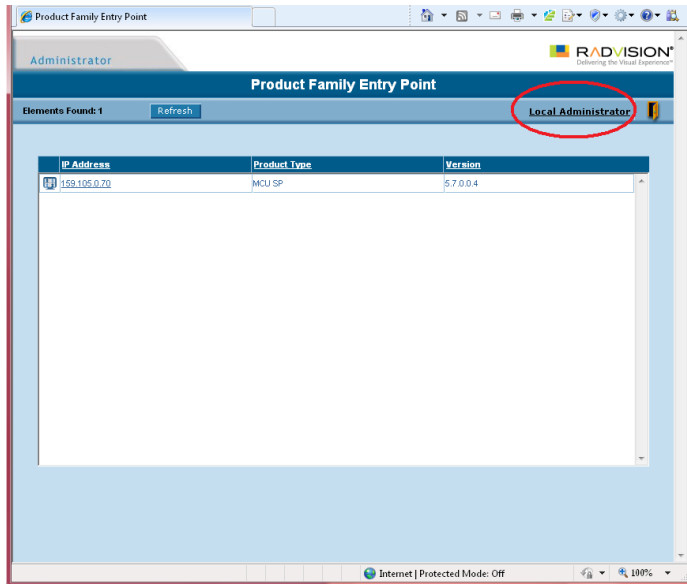 Product Family Entry Point
Administrator
RADVISION
Delivering the Visual Experience™
Product Family Entry Point
Elements Found: 1 Refresh Local Administrator
IP Address Product Type Version
159.105.0.70 MCU SP 5.7.0.0.4
Internet | Protected Mode: Off 100%